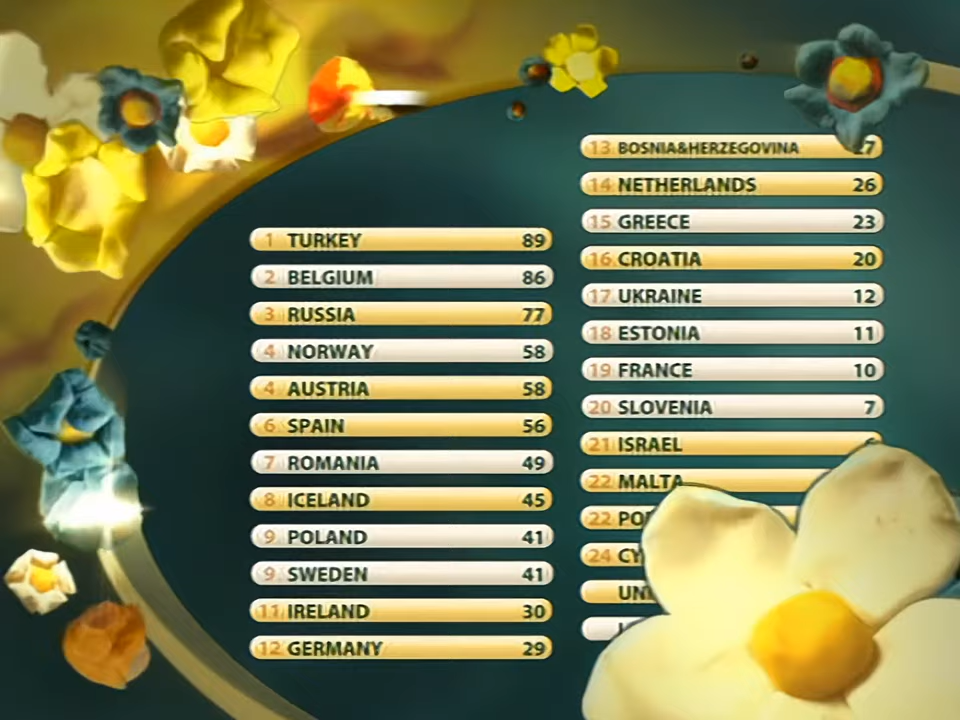 1 TURKEY 89
2 BELGIUM 86
3 RUSSIA 77
4 NORWAY 58
4 AUSTRIA 58
6 SPAIN 56
7 ROMANIA 49
8 ICELAND 45
9 POLAND 41
9 SWEDEN 41
11 IRELAND 30
12 GERMANY 29
13 BOSNIA&HERZEGOVINA 27
14 NETHERLANDS 26
15 GREECE 23
16 CROATIA 20
17 UKRAINE 12
18 ESTONIA 11
19 FRANCE 10
20 SLOVENIA 7
21 ISRAEL
22 MALTA
22
24